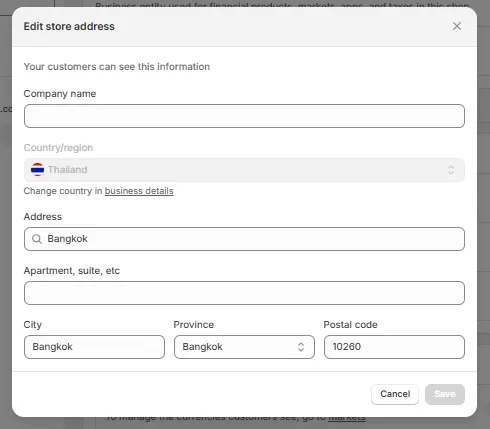 Business entity used for financial products, markets, apps, and taxes in this shop
Edit store address
Your customers can see this information
Company name
Country/region
Thailand
Change country in business details
Address
Bangkok
Apartment, suite, etc
City
Province
Postal code
Bangkok
Bangkok
10260
Cancel
Save
To manage the currencies customers see, go to Markets